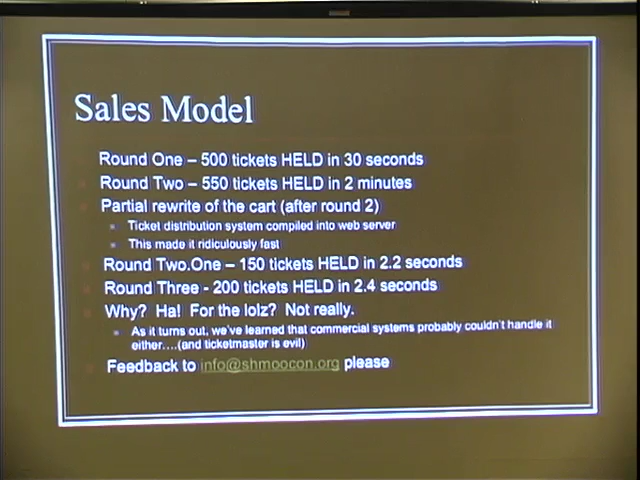 Sales Model
Round One – 500 tickets HELD in 30 seconds
Round Two – 550 tickets HELD in 2 minutes
Partial rewrite of the cart (after round 2)
Ticket distribution system compiled into web server
This made it ridiculously fast
Round Two.One – 150 tickets HELD in 2.2 seconds
Round Three - 200 tickets HELD in 2.4 seconds
Why? Ha! For the lolz? Not really.
As it turns out, we've learned that commercial systems probably couldn't handle it
either....(and ticketmaster is evil)
Feedback to info@shmoocon.org please